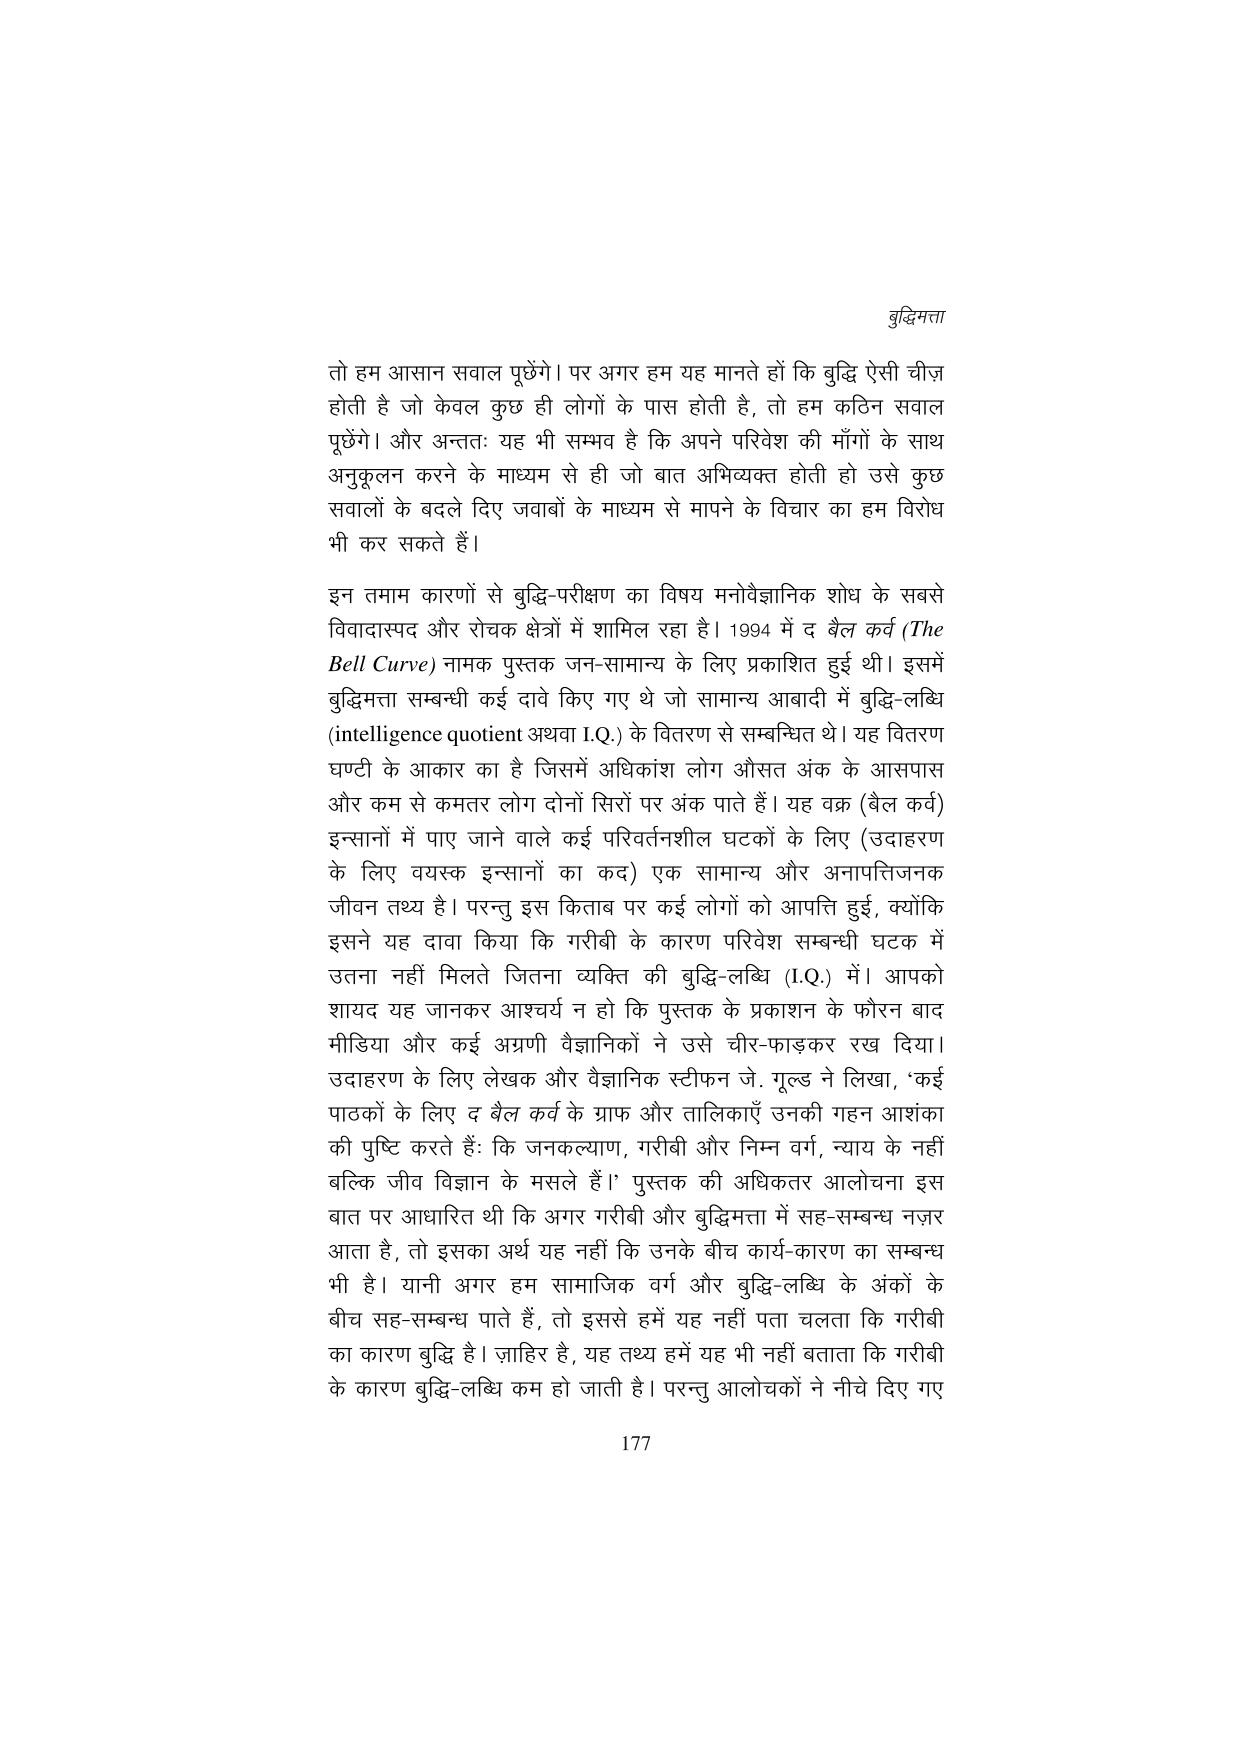 बुद्धिमत्ता
तो हम आसान सवाल पूछेंगे। पर अगर हम यह मानते हों कि बुद्धि ऐसी चीज़
होती है जो केवल कुछ ही लोगों के पास होती है, तो हम कठिन सवाल
पूछेंगे। और अन्ततः यह भी सम्भव है कि अपने परिवेश की माँगों के साथ
अनुकूलन करने के माध्यम से ही जो बात अभिव्यक्त होती हो उसे कुछ
सवालों के बदले दिए जवाबों के माध्यम से मापने के विचार का हम विरोध
भी कर सकते हैं।
इन तमाम कारणों से बुद्धि-परीक्षण का विषय मनोवैज्ञानिक शोध के सबसे
विवादास्पद और रोचक क्षेत्रों में शामिल रहा है। 1994 में द बैल कर्व (The
Bell Curve) नामक पुस्तक जन-सामान्य के लिए प्रकाशित हुई थी। इसमें
बुद्धिमत्ता सम्बन्धी कई दावे किए गए थे जो सामान्य आबादी में बुद्धि-लब्धि
(intelligence quotient अथवा I.Q.) के वितरण से सम्बन्धित थे। यह वितरण
घण्टी के आकार का है जिसमें अधिकांश लोग औसत अंक के आसपास
और कम से कमतर लोग दोनों सिरों पर अंक पाते हैं। यह वक्र (बैल कर्व)
इन्सानों में पाए जाने वाले कई परिवर्तनशील घटकों के लिए (उदाहरण
के लिए वयस्क इन्सानों का कद) एक सामान्य और अनापत्तिजनक
जीवन तथ्य है। परन्तु इस किताब पर कई लोगों को आपत्ति हुई, क्योंकि
इसने यह दावा किया कि गरीबी के कारण परिवेश सम्बन्धी घटक में
उतना नहीं मिलते जितना व्यक्ति की बुद्धि-लब्धि (I.Q.) में। आपको
शायद यह जानकर आश्चर्य न हो कि पुस्तक के प्रकाशन के फौरन बाद
मीडिया और कई अग्रणी वैज्ञानिकों ने उसे चीर-फाड़कर रख दिया।
उदाहरण के लिए लेखक और वैज्ञानिक स्टीफन जे. गूल्ड ने लिखा, ‘कई
पाठकों के लिए द बैल कर्व के ग्राफ और तालिकाएँ उनकी गहन आशंका
की पुष्टि करते हैंः कि जनकल्याण, गरीबी और निम्न वर्ग, न्याय के नहीं
बल्कि जीव विज्ञान के मसले हैं।’ पुस्तक की अधिकतर आलोचना इस
बात पर आधारित थी कि अगर गरीबी और बुद्धिमत्ता में सह-सम्बन्ध नज़र
आता है, तो इसका अर्थ यह नहीं कि उनके बीच कार्य-कारण का सम्बन्ध
भी है। यानी अगर हम सामाजिक वर्ग और बुद्धि-लब्धि के अंकों के
बीच सह-सम्बन्ध पाते हैं, तो इससे हमें यह नहीं पता चलता कि गरीबी
का कारण बुद्धि है। ज़ाहिर है, यह तथ्य हमें यह भी नहीं बताता कि गरीबी
के कारण बुद्धि-लब्धि कम हो जाती है। परन्तु आलोचकों ने नीचे दिए गए
177